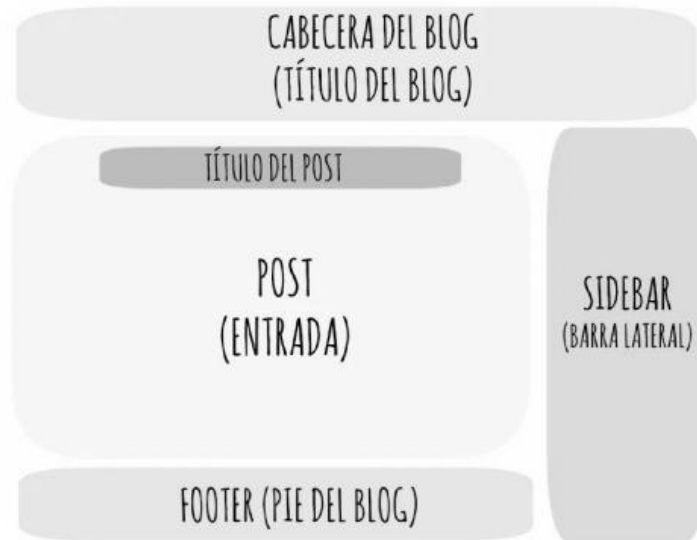 CABECERA DEL BLOG
(TÍTULO DEL BLOG)
TÍTULO DEL POST
POST
(ENTRADA)
SIDEBAR
(BARRA LATERAL)
FOOTER (PIE DEL BLOG)